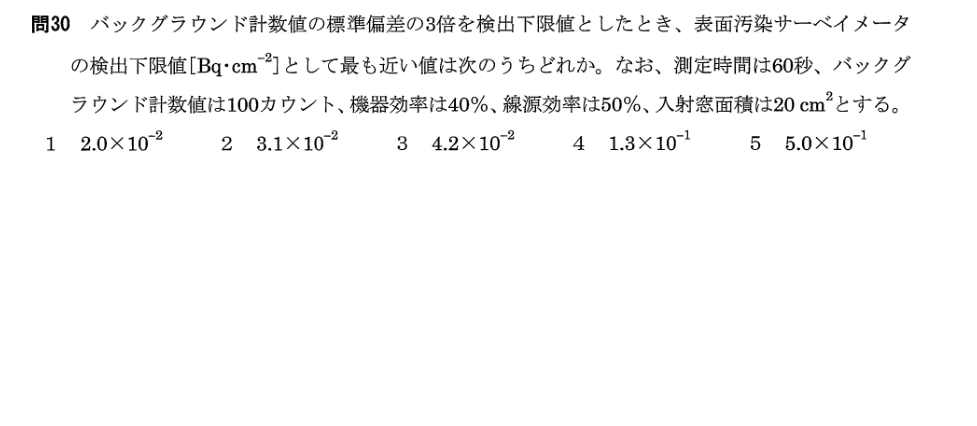 問30 バックグラウンド計数値の標準偏差の3倍を検出下限値としたとき、表面汚染サーベイメータ
の検出下限値[Bq・cm⁻²]として最も近い値は次のうちどれか。なお、測定時間は60秒、バックグ
ラウンド計数値は100カウント、機器効率は40％、線源効率は50％、入射窓面積は20 cm²とする。
1 2.0×10⁻² 2 3.1×10⁻² 3 4.2×10⁻² 4 1.3×10⁻¹ 5 5.0×10⁻¹